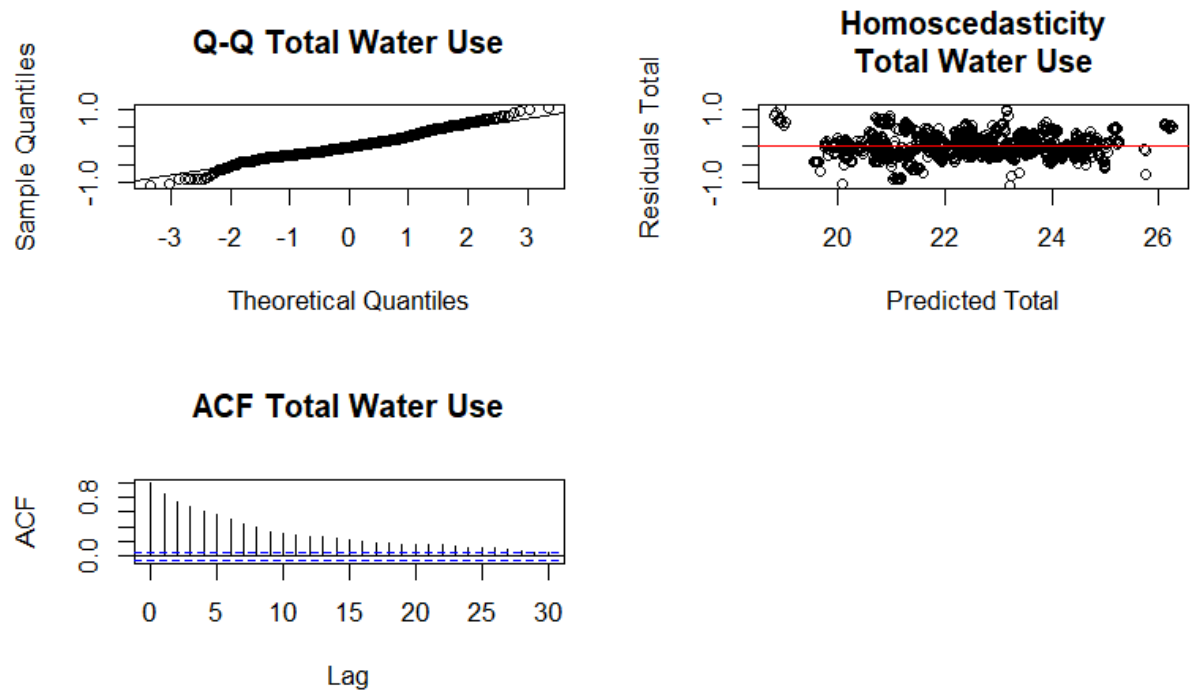 Q-Q Total Water Use
Sample Quantiles
1.0
-1.0
-3 -2 -1 0 1 2 3
Theoretical Quantiles
Homoscedasticity
Total Water Use
Residuals Total
1.0
-1.0
20 22 24 26
Predicted Total
ACF Total Water Use
ACF
0.8
0.0
0 5 10 15 20 25 30
Lag